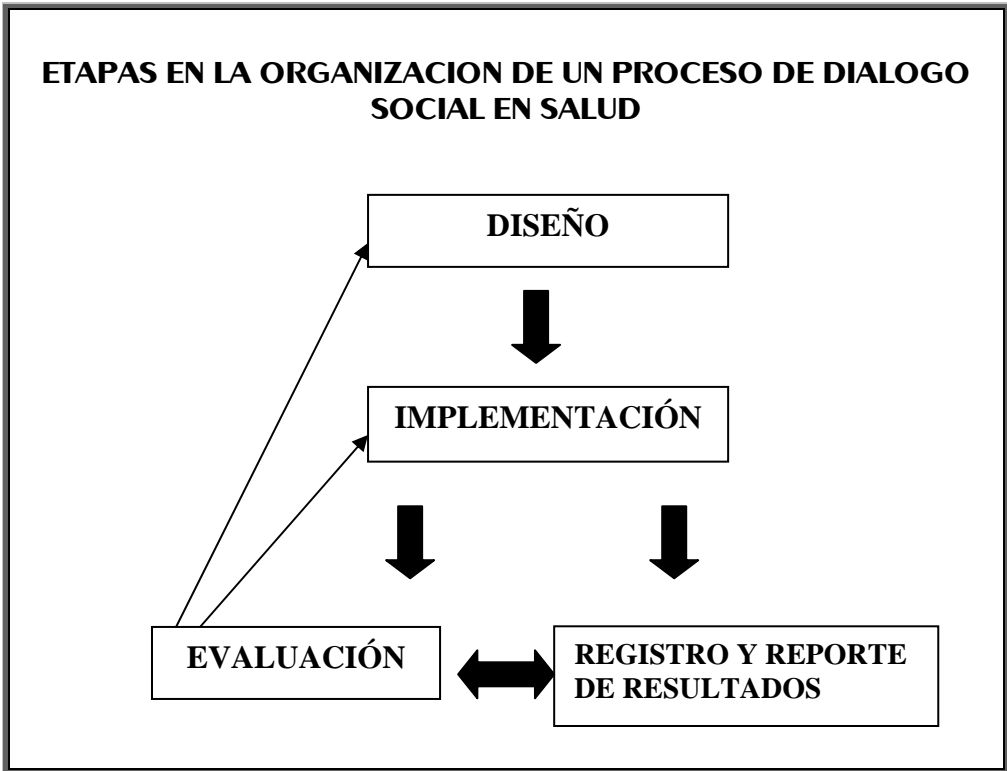 ETAPAS EN LA ORGANIZACION DE UN PROCESO DE DIALOGO
SOCIAL EN SALUD
DISEÑO
IMPLEMENTACIÓN
EVALUACIÓN
REGISTRO Y REPORTE
DE RESULTADOS